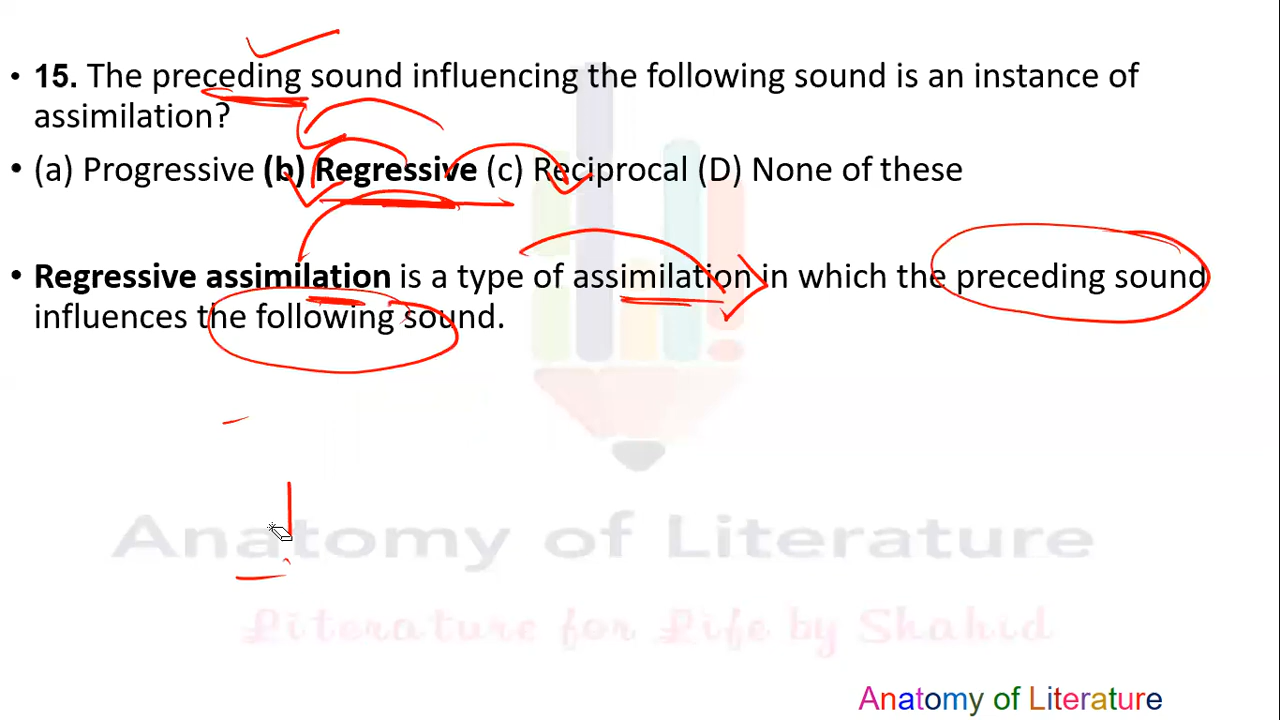 • 15. The preceding sound influencing the following sound is an instance of
assimilation?
• (a) Progressive (b) Regressive (c) Reciprocal (D) None of these
• Regressive assimilation is a type of assimilation in which the preceding sound
influences the following sound.
Anatomy of Literature
Literature for Life by Shahid
Anatomy of Literature